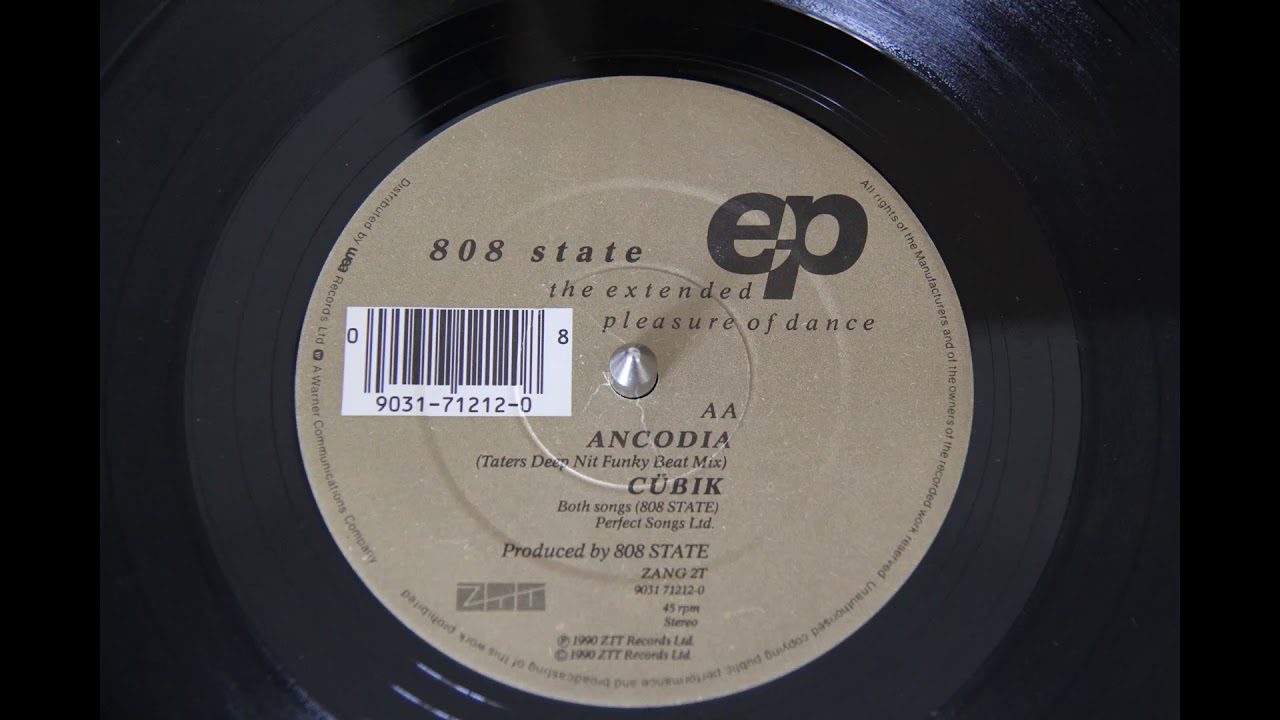 e-p
808 state
the extended
pleasure of dance
0 8
9031-71212-0
AA
ANCODIA
(Taters Deep Nit Funky Beat Mix)
CÜBIK
Both songs (808 STATE)
Perfect Songs Ltd.
Produced by 808 STATE
ZANG 2T
9031 71212-0
45 rpm
Stereo
ZTT
℗ 1990 ZTT Records Ltd.
© 1990 ZTT Records Ltd.
All rights of the Manufacturers and of the owners of the recorded work reserved Unauthorised copying public performance and broadcasting of this work prohibited
Distributed by wea Records Ltd A Warner Communications Company